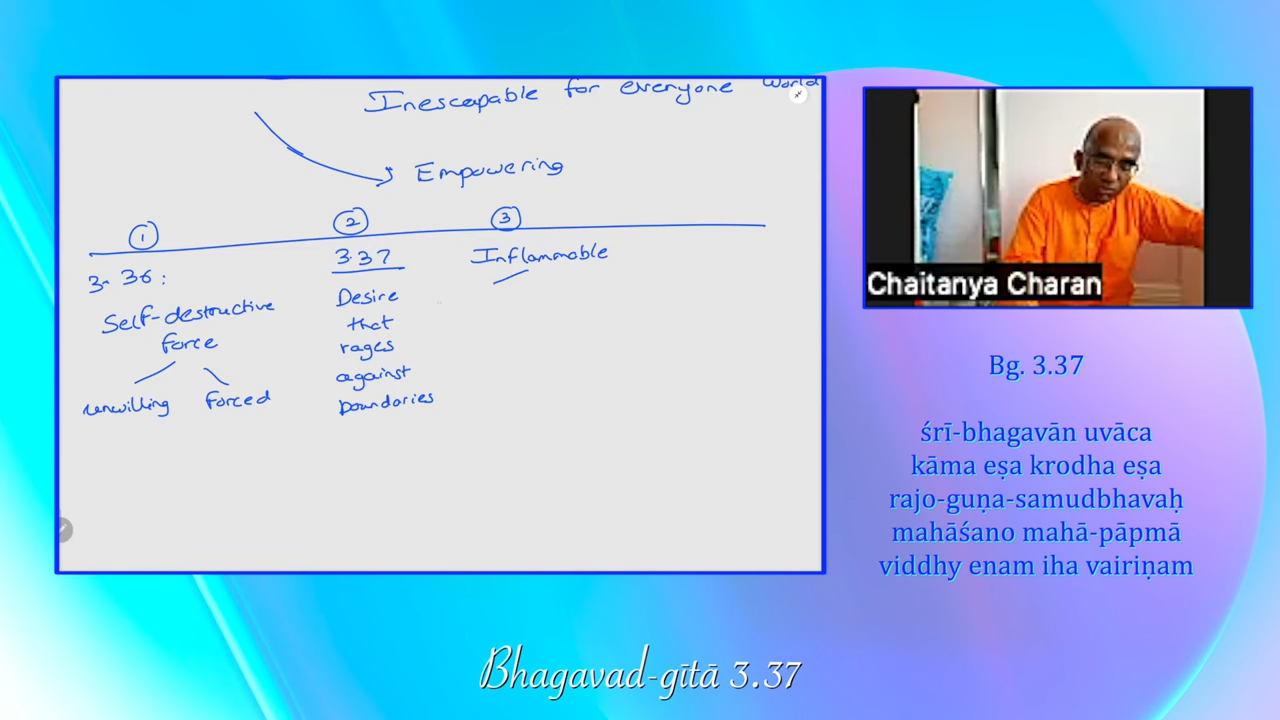 Inescapable for everyone world
Empowering
1 2 3
3. 36:
Self-destructive
force
unwilling forced
3.37
Desire
that
rages
against
boundaries
Inflammable
Chaitanya Charan
Bg. 3.37
śrī-bhagavān uvāca
kāma eṣa krodha eṣa
rajo-guṇa-samudbhavaḥ
mahāśano mahā-pāpmā
viddhy enam iha vairiṇam
Bhagavad-gītā 3.37